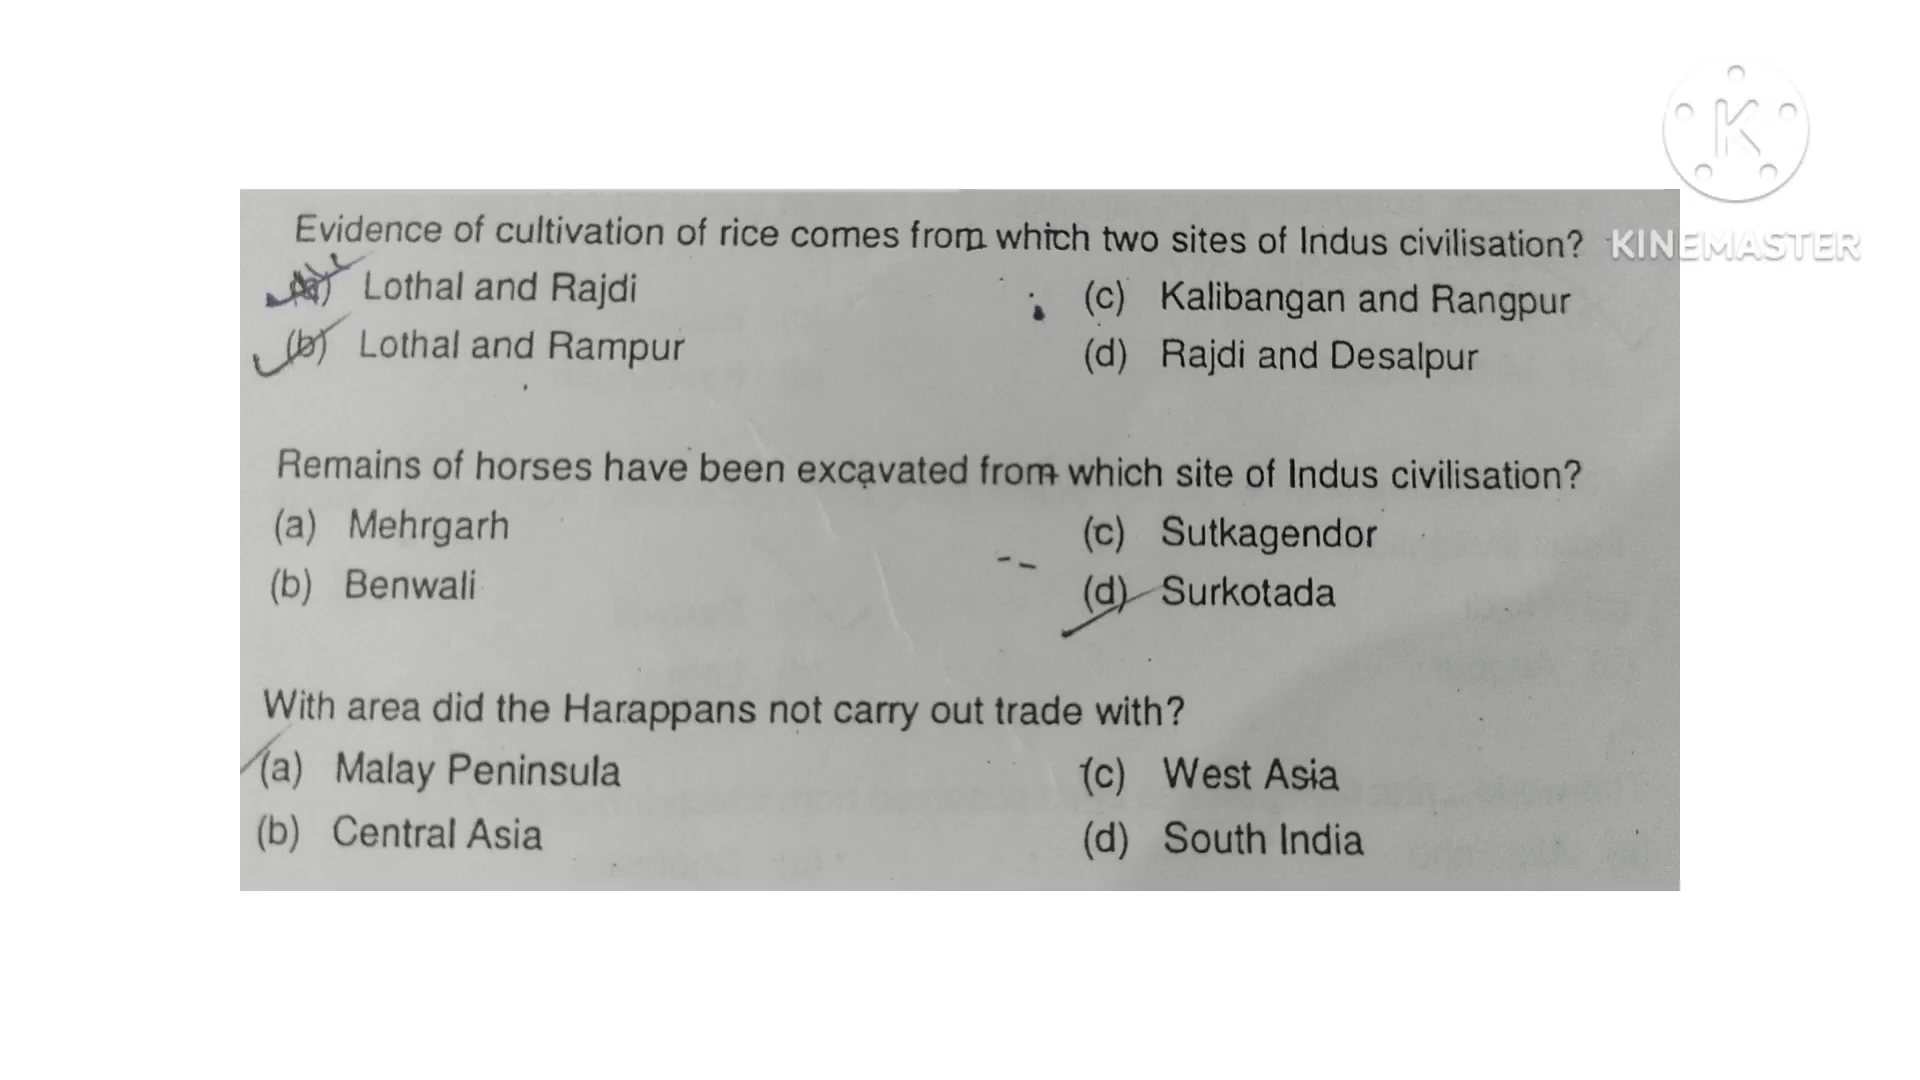 KINEMASTER
Evidence of cultivation of rice comes from which two sites of Indus civilisation?
(a) Lothal and Rajdi
(b) Lothal and Rampur
(c) Kalibangan and Rangpur
(d) Rajdi and Desalpur
Remains of horses have been excavated from which site of Indus civilisation?
(a) Mehrgarh
(b) Benwali
(c) Sutkagendor
(d) Surkotada
With area did the Harappans not carry out trade with?
(a) Malay Peninsula
(b) Central Asia
(c) West Asia
(d) South India